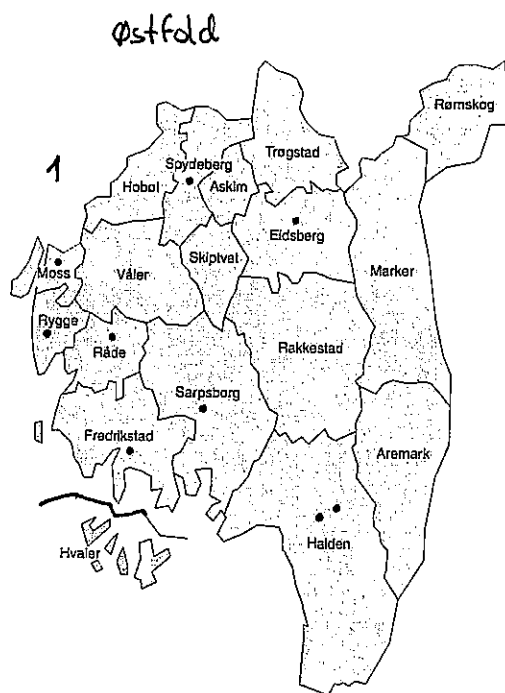 Østfold
Rømskog
Trøgstad
1
Spydeberg
Hobøl
Askim
Eidsberg
Skiptvet
Moss
Våler
Marker
Rygge
Råde
Rakkestad
Sarpsborg
Fredrikstad
Aremark
Halden
Hvaler